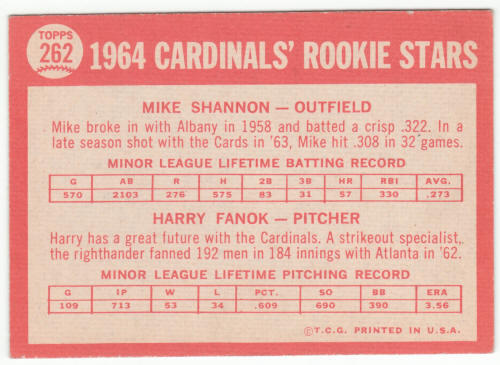 TOPPS
262
1964 CARDINALS' ROOKIE STARS
MIKE SHANNON — OUTFIELD
Mike broke in with Albany in 1958 and batted a crisp .322. In a
late season shot with the Cards in '63, Mike hit .308 in 32 games.
MINOR LEAGUE LIFETIME BATTING RECORD
G AB R H 2B 3B HR RBI AVG.
570 2103 276 575 83 31 57 330 .273
HARRY FANOK — PITCHER
Harry has a great future with the Cardinals. A strikeout specialist,
the righthander fanned 192 men in 184 innings with Atlanta in '62.
MINOR LEAGUE LIFETIME PITCHING RECORD
G IP W L PCT. SO BB ERA
109 713 53 34 .609 690 390 3.56
©T.C.G. PRINTED IN U.S.A.